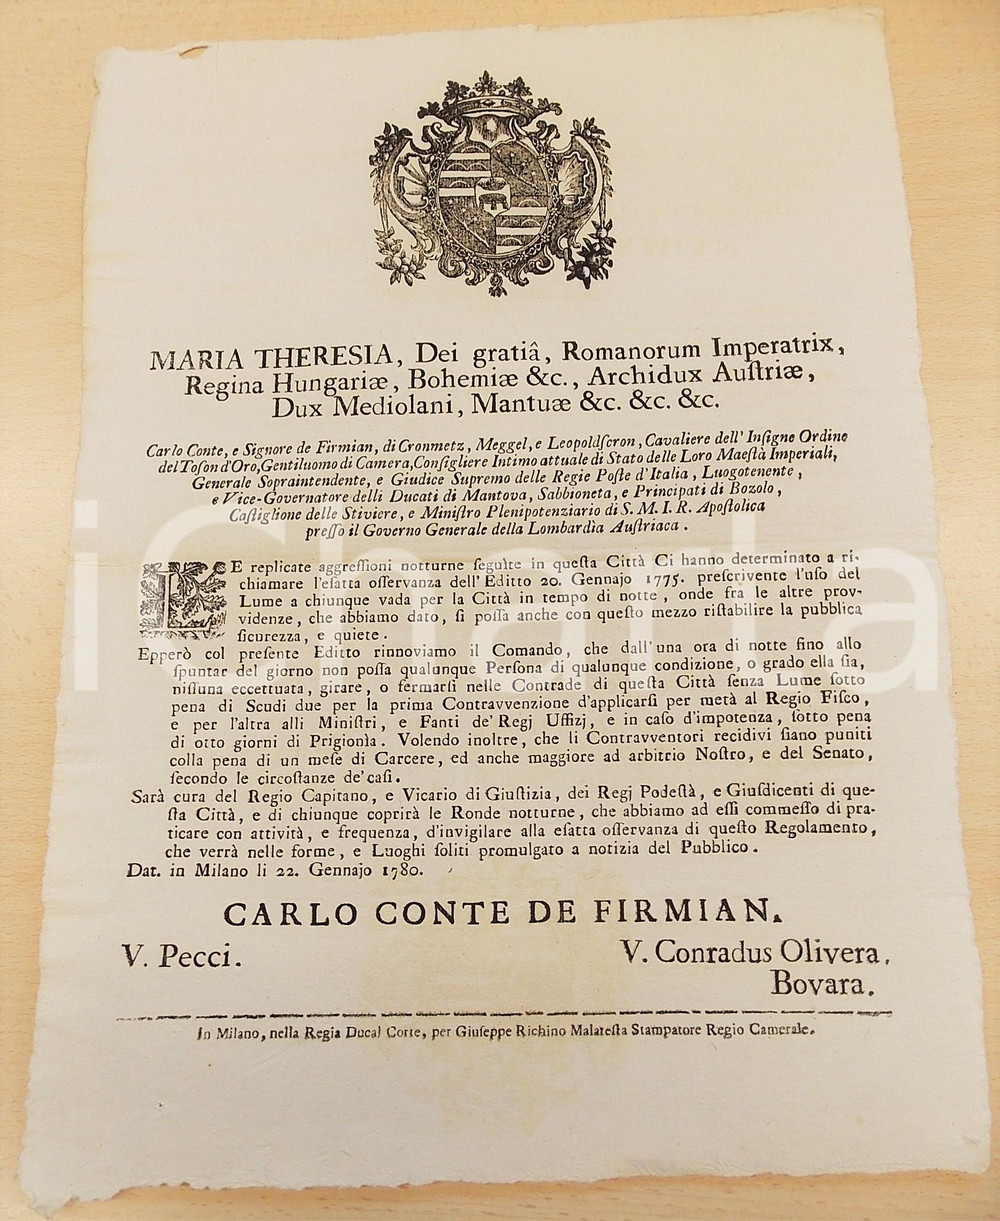 MARIA THERESIA, Dei gratiâ, Romanorum Imperatrix,
Regina Hungariæ, Bohemiæ &c., Archidux Auſtriæ,
Dux Mediolani, Mantuæ &c. &c. &c.
Carlo Conte, e Signore de Firmian, di Cronmetz, Meggel, e Leopoldſcron, Cavaliere dell'Inſigne Ordine
del Toſon d'Oro, Gentiluomo di Camera, Conſigliere Intimo attuale di Stato delle Loro Maeſtà Imperiali,
Generale Sopraintendente, e Giudice Supremo delle Regie Poſte d'Italia, Luogotenente,
e Vice-Governatore delli Ducati di Mantova, Sabbioneta, e Principati di Bozolo,
Caſtiglione delle Stiviere, e Miniſtro Plenipotenziario di S. M. I. R. Apoſtolica
preſſo il Governo Generale della Lombardìa Auſtriaca.
LE replicate aggreſſioni notturne ſeguìte in queſta Città Ci hanno determinato a ri-
chiamare l'eſatta oſſervanza dell'Editto 20. Gennajo 1775. preſcrivente l'uſo del
Lume a chiunque vada per la Città in tempo di notte, onde fra le altre prov-
videnze, che abbiamo dato, ſi poſſa anche con queſto mezzo riſtabilire la pubblica
ſicurezza, e quiete.
Epperò col preſente Editto rinnoviamo il Comando, che dall'una ora di notte fino allo
ſpuntar del giorno non poſſa qualunque Perſona di qualunque condizione, o grado ella ſia,
niſſuna eccettuata, girare, o fermarſi nelle Contrade di queſta Città ſenza Lume ſotto
pena di Scudi due per la prima Contravvenzione d'applicarſi per metà al Regio Fiſco,
e per l'altra alli Miniſtri, e Fanti de' Regj Uffizj, e in caſo d'impotenza, ſotto pena
di otto giorni di Prigionìa. Volendo inoltre, che li Contravventori recidivi ſiano puniti
colla pena di un meſe di Carcere, ed anche maggiore ad arbitrio Noſtro, e del Senato,
ſecondo le circoſtanze de' caſi.
Sarà cura del Regio Capitano, e Vicario di Giuſtizia, dei Regj Podeſtà, e Giuſdicenti di que-
ſta Città, e di chiunque coprirà le Ronde notturne, che abbiamo ad eſſi commeſſo di pra-
ticare con attività, e frequenza, d'invigilare alla eſatta oſſervanza di queſto Regolamento,
che verrà nelle forme, e Luoghi ſoliti promulgato a notizia del Pubblico.
Dat. in Milano li 22. Gennajo 1780.
CARLO CONTE DE FIRMIAN.
V. Pecci.
V. Conradus Olivera.
Bovara.
In Milano, nella Regia Ducal Corte, per Giuſeppe Richino Malateſta Stampatore Regio Camerale.
iCharta